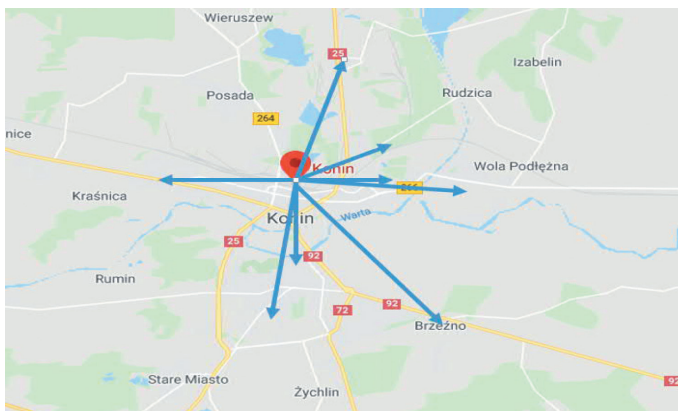 Wieruszew
25
Izabelin
Posada
Rudzica
264
nice
Konin
Wola Podłężna
266
Kraśnica
Warta
Konin
25
92
Rumin
92
72
Brzeźno
Stare Miasto
92
Żychlin